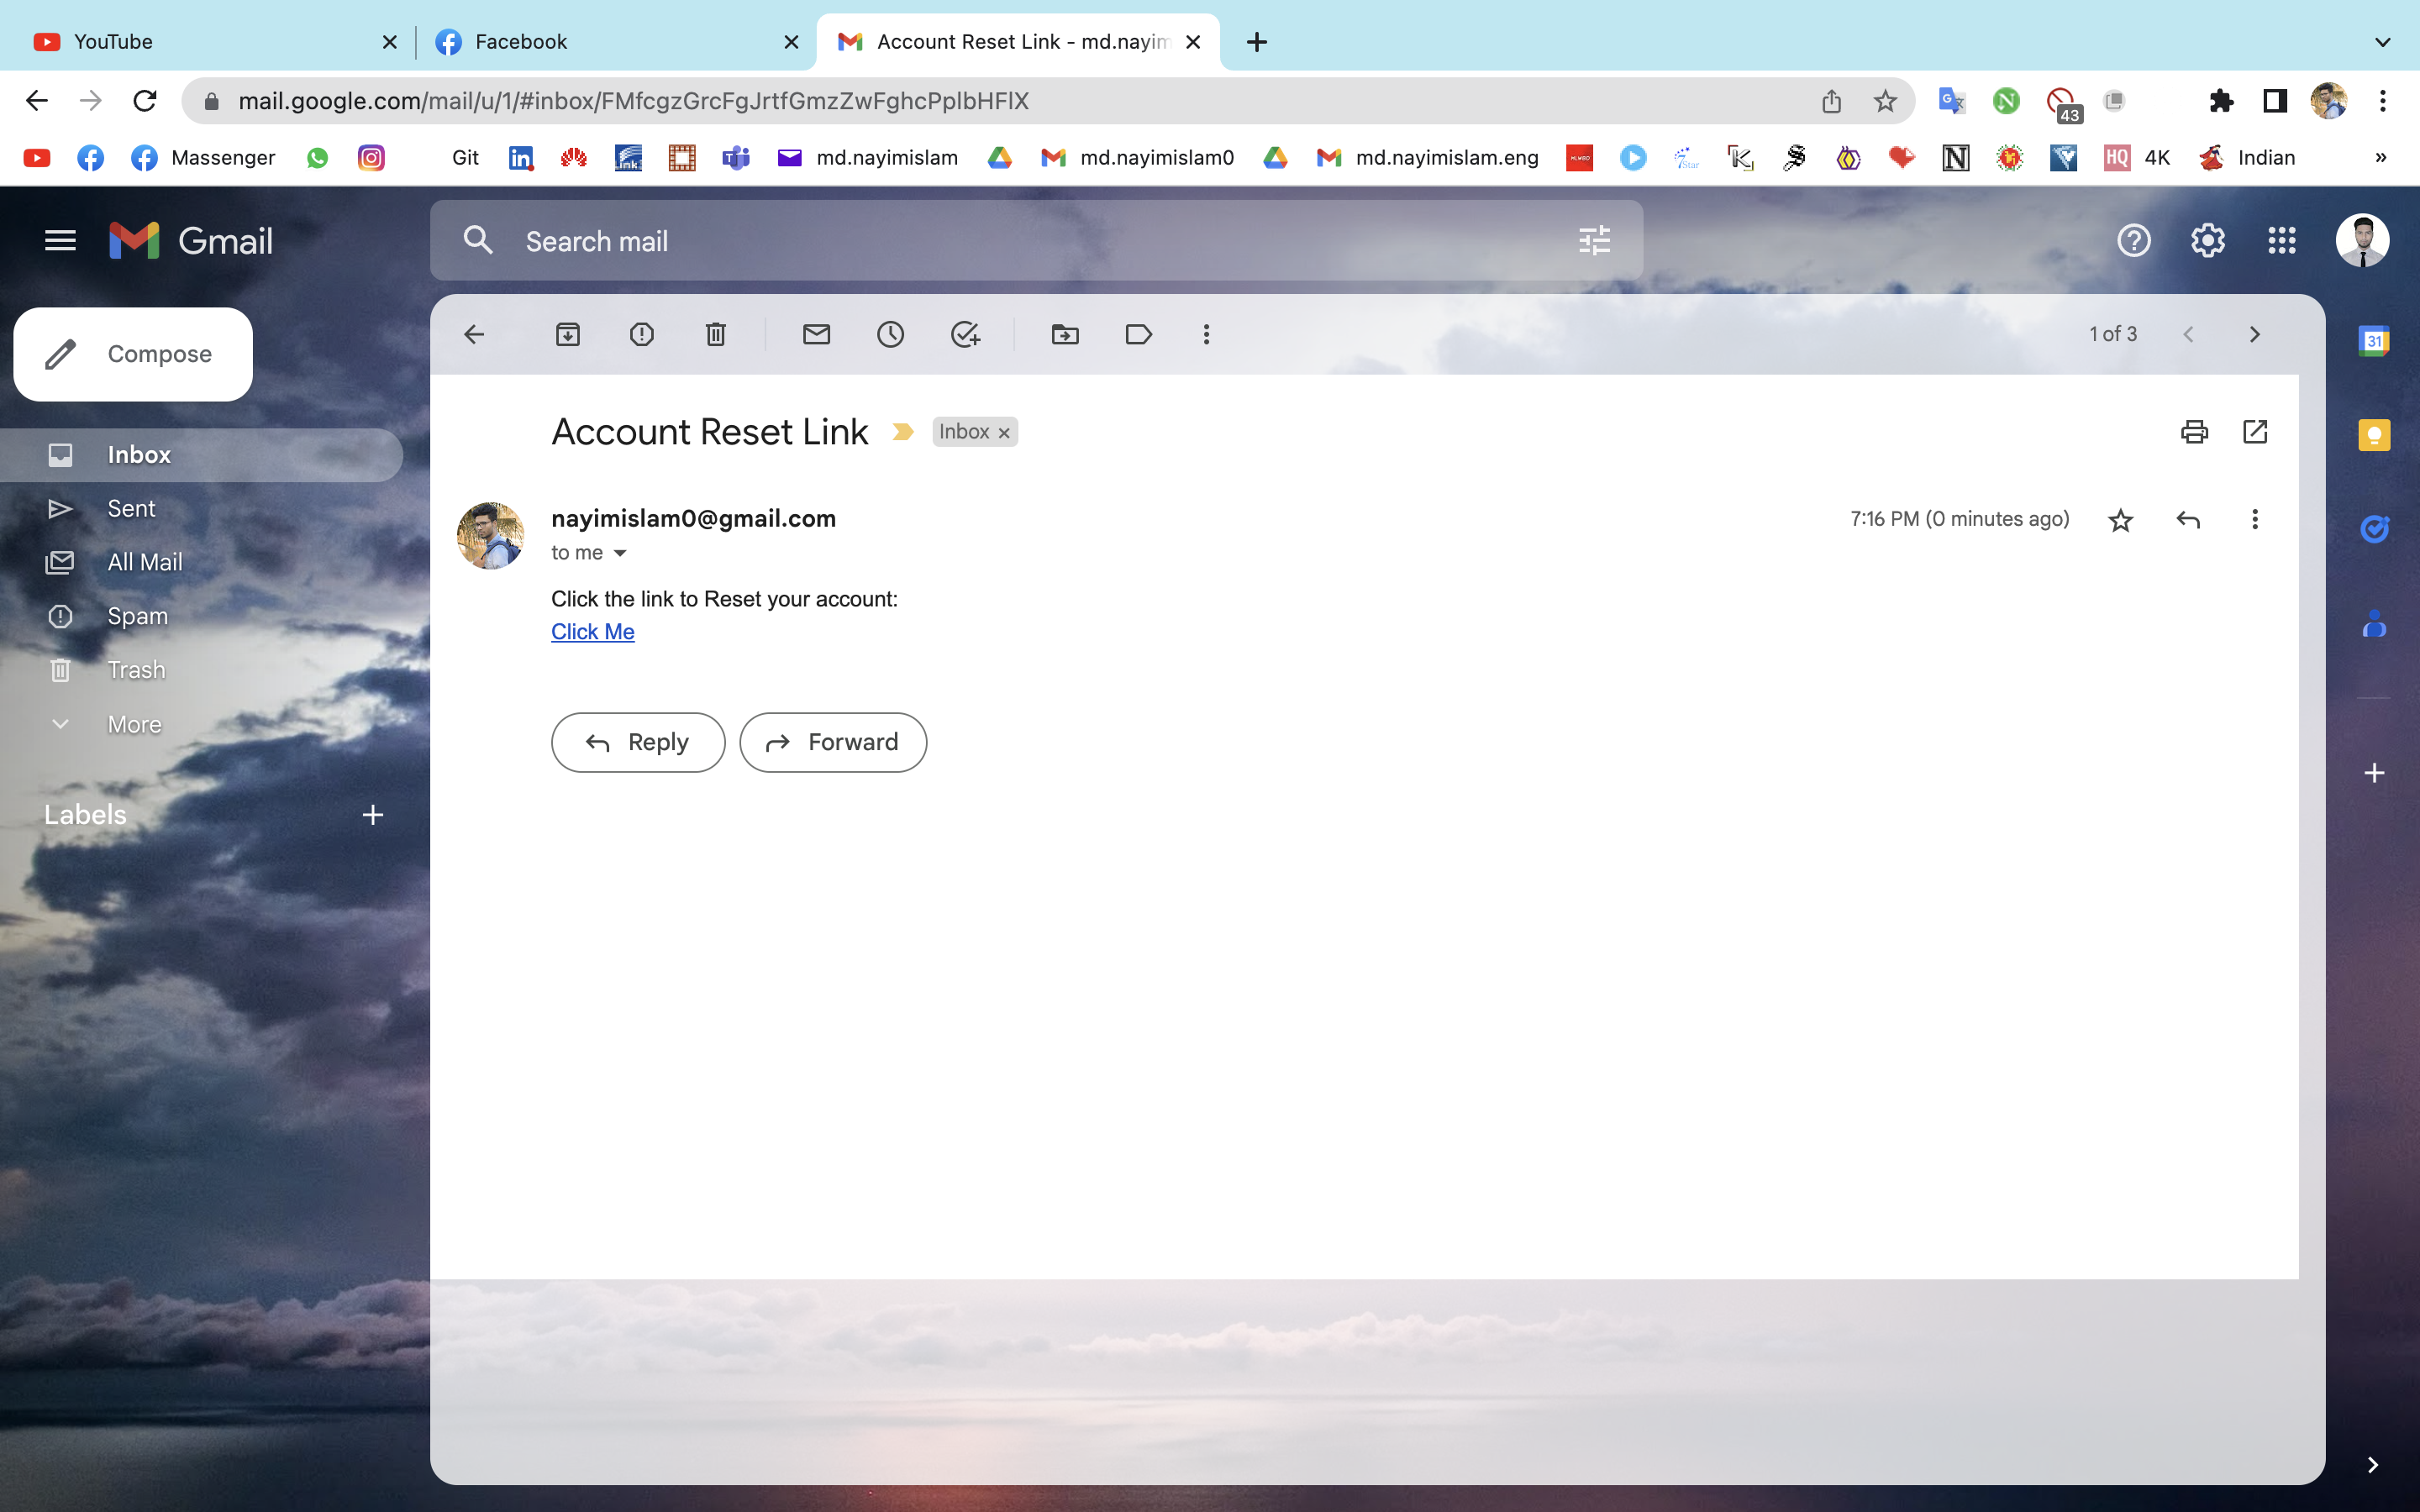 YouTube
Facebook
Account Reset Link - md.nayim
mail.google.com/mail/u/1/#inbox/FMfcgzGrcFgJrtfGmzZwFghcPplbHFlX
43
Massenger
Git
md.nayimislam
md.nayimislam0
md.nayimislam.eng
HQ
4K
Indian
»
Gmail
Search mail
Compose
1 of 3
31
Account Reset Link
Inbox
Inbox
nayimislam0@gmail.com
7:16 PM (0 minutes ago)
Sent
to me
All Mail
Click the link to Reset your account:
Spam
Click Me
Trash
More
Reply
Forward
Labels